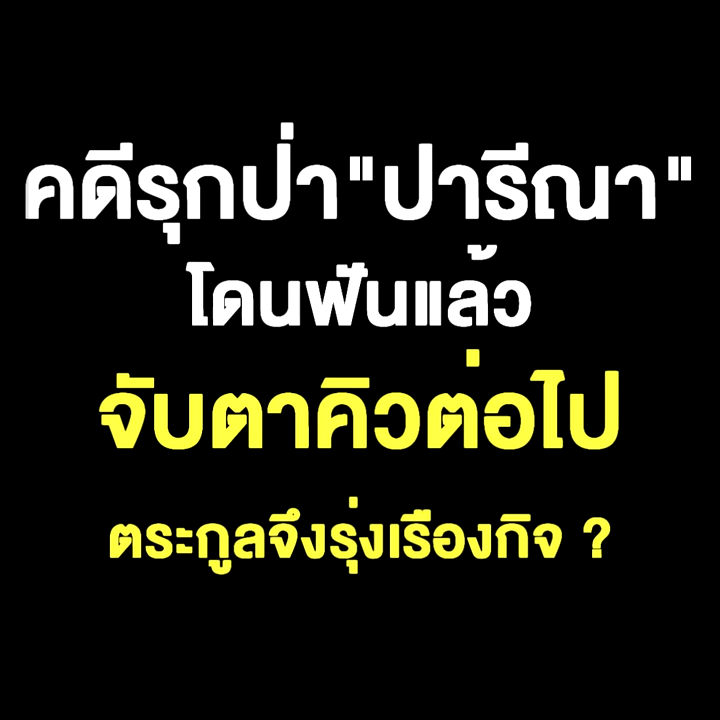 คดีรุกป่า"ปารีณา"
โดนฟันแล้ว
จับตาคิวต่อไป
ตระกูลจึงรุ่งเรืองกิจ ?